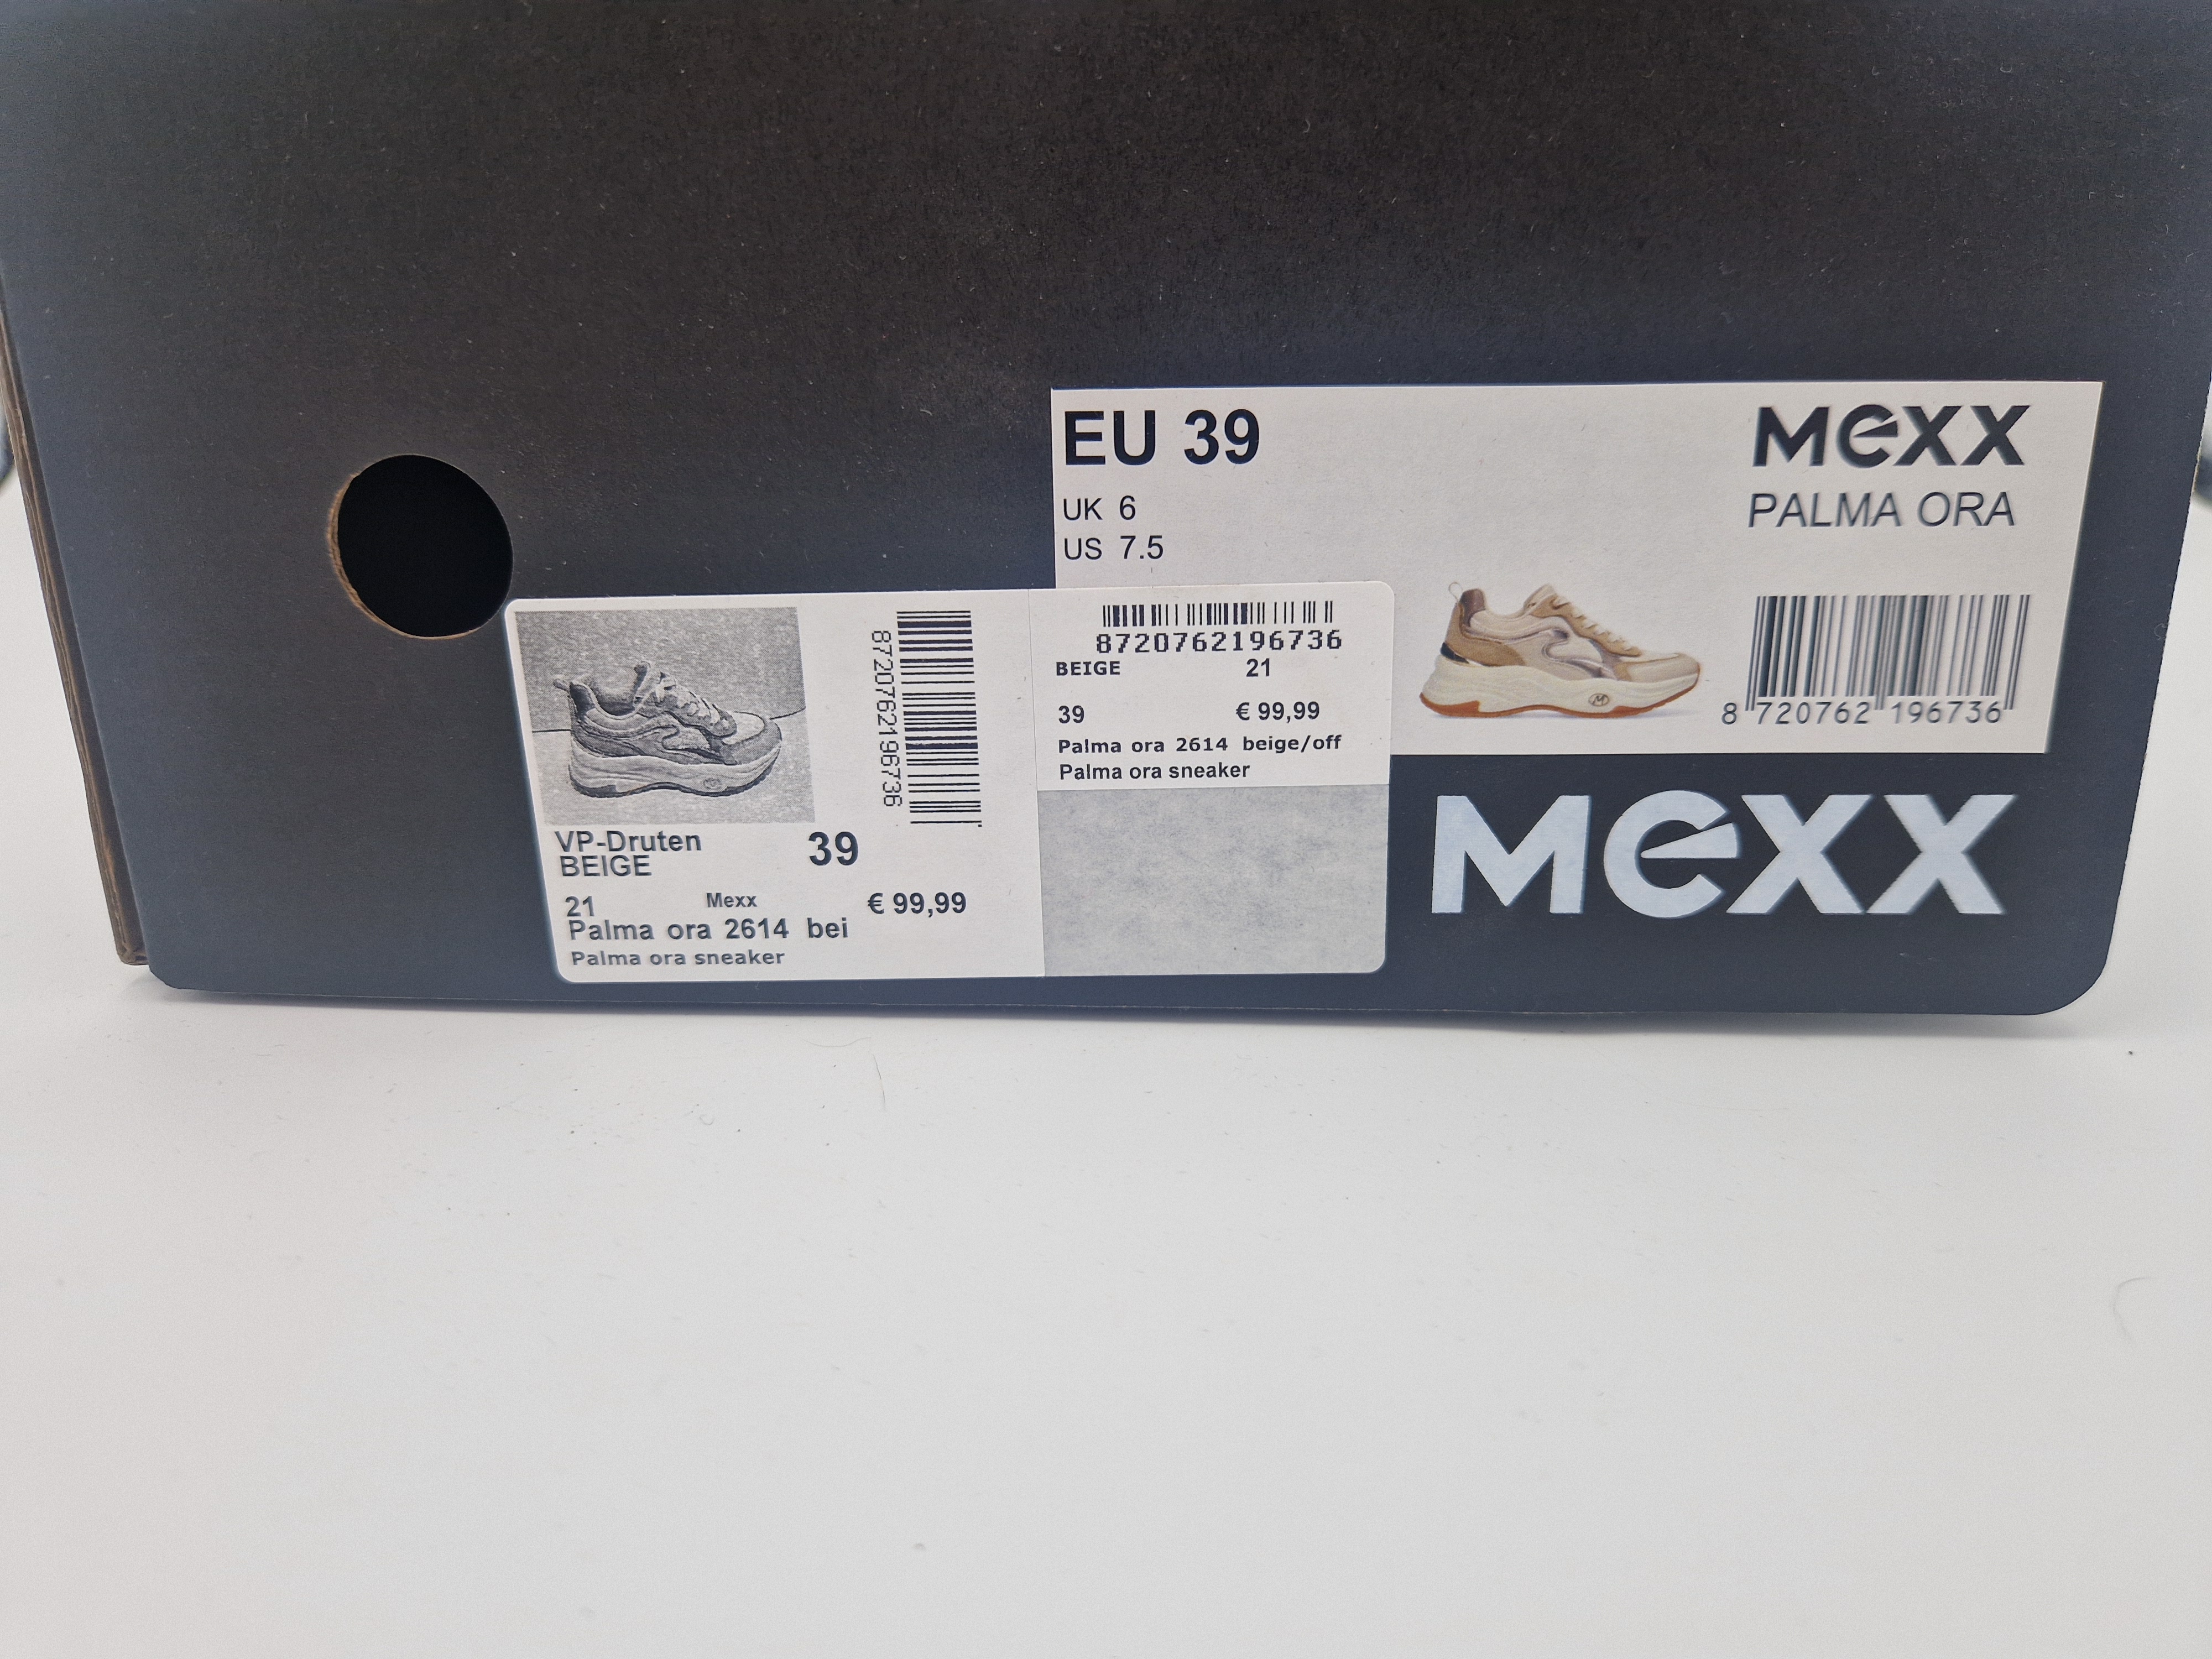 EU 39
UK 6
US 7.5
mexx
PALMA ORA
8 720762 196736
8720762196736
BEIGE 21
39 € 99,99
Palma ora 2614 beige/off
Palma ora sneaker
8720762196736
VP-Druten 39
BEIGE
21 Mexx € 99,99
Palma ora 2614 bei
Palma ora sneaker
mexx